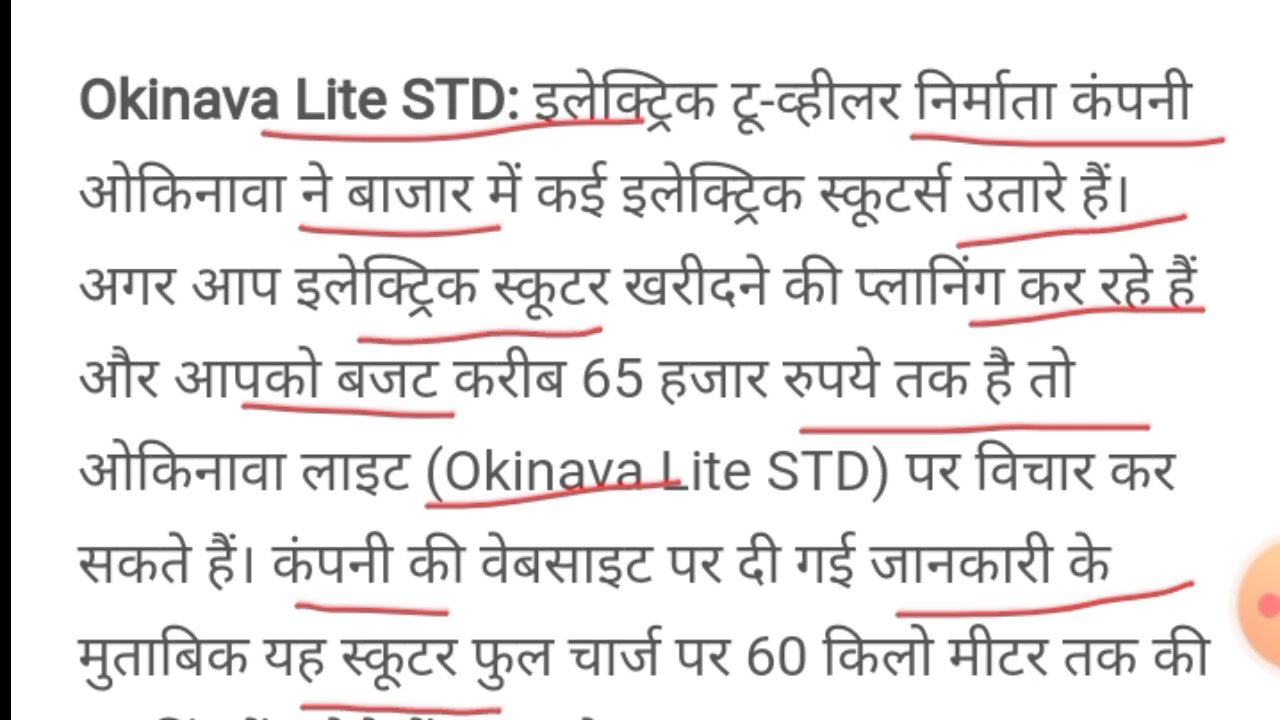 Okinava Lite STD: इलेक्ट्रिक टू-व्हीलर निर्माता कंपनी
ओकिनावा ने बाजार में कई इलेक्ट्रिक स्कूटर्स उतारे हैं।
अगर आप इलेक्ट्रिक स्कूटर खरीदने की प्लानिंग कर रहे हैं
और आपको बजट करीब 65 हजार रुपये तक है तो
ओकिनावा लाइट (Okinava Lite STD) पर विचार कर
सकते हैं। कंपनी की वेबसाइट पर दी गई जानकारी के
मुताबिक यह स्कूटर फुल चार्ज पर 60 किलो मीटर तक की